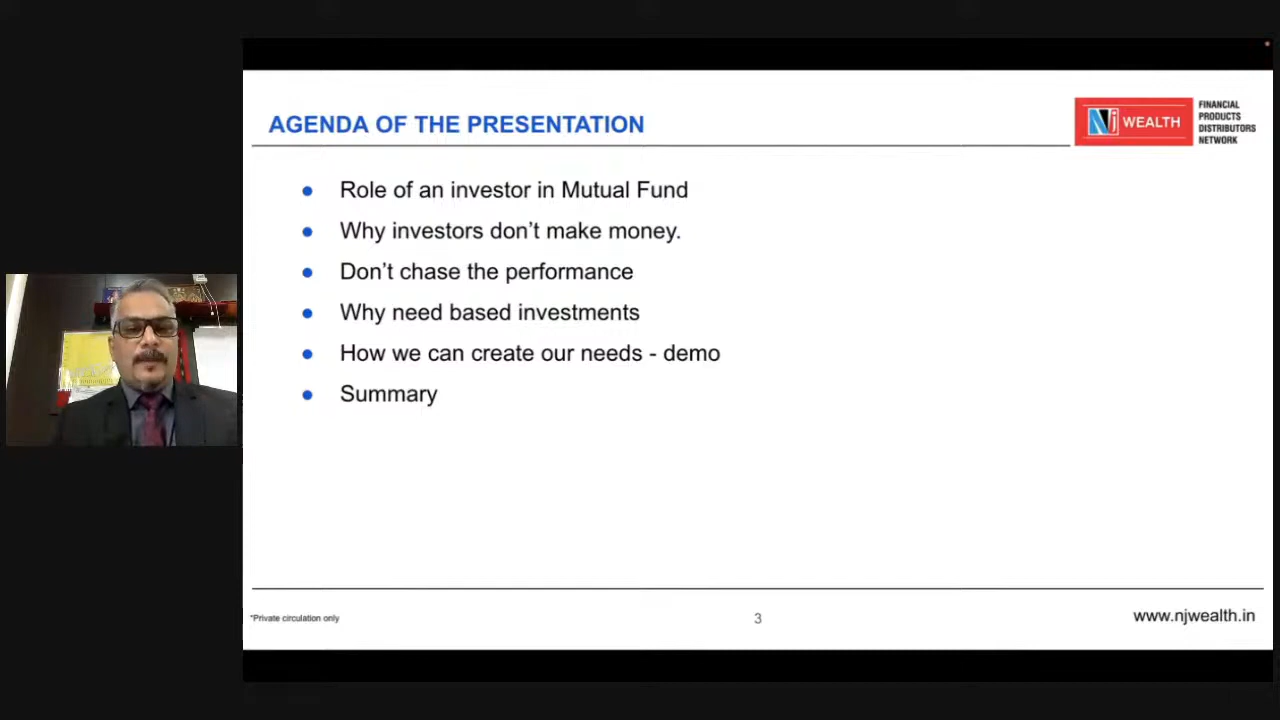 AGENDA OF THE PRESENTATION
NJ WEALTH
FINANCIAL
PRODUCTS
DISTRIBUTORS
NETWORK
● Role of an investor in Mutual Fund
● Why investors don’t make money.
● Don’t chase the performance
● Why need based investments
● How we can create our needs - demo
● Summary
*Private circulation only
3
www.njwealth.in